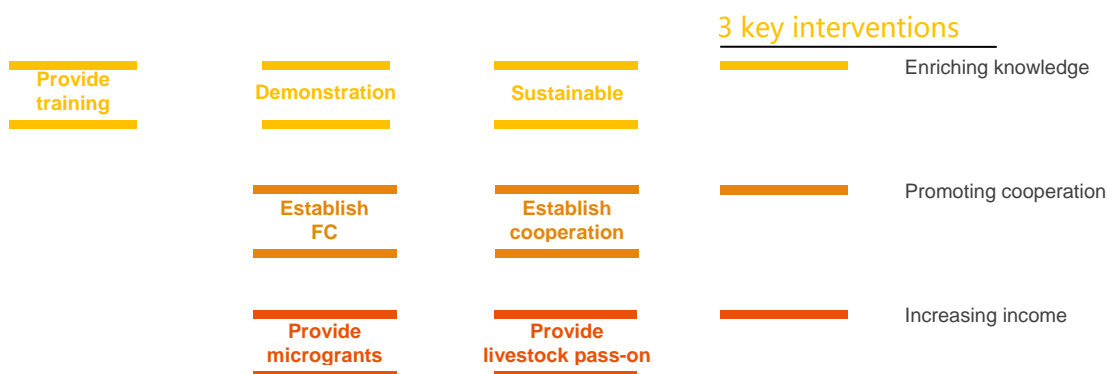 3 key interventions
Provide
training
Demonstration
Sustainable
Enriching knowledge
Establish
FC
Establish
cooperation
Promoting cooperation
Provide
microgrants
Provide
livestock pass-on
Increasing income